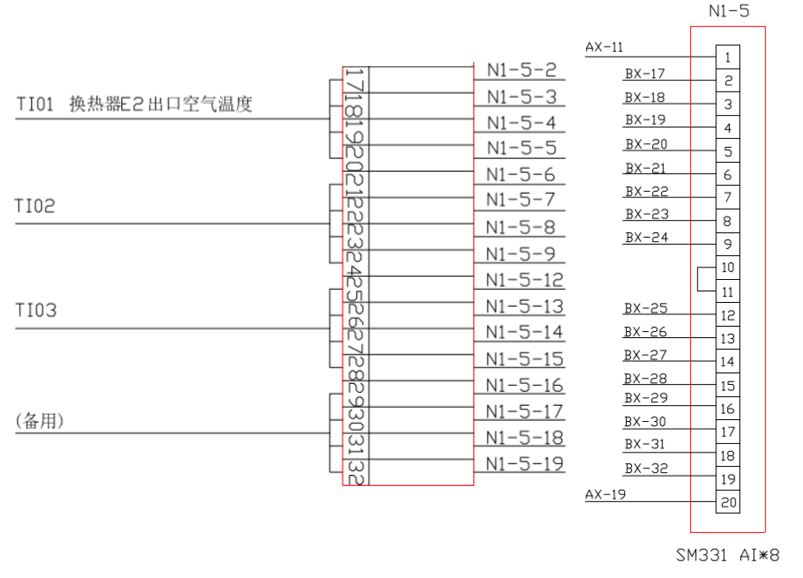 N1-5
TI01 换热器E2出口空气温度
TI02
TI03
(备用)
17
18
19
20
21
22
23
24
25
26
27
28
29
30
31
32
N1-5-2
N1-5-3
N1-5-4
N1-5-5
N1-5-6
N1-5-7
N1-5-8
N1-5-9
N1-5-12
N1-5-13
N1-5-14
N1-5-15
N1-5-16
N1-5-17
N1-5-18
N1-5-19
AX-11 1
BX-17 2
BX-18 3
BX-19 4
BX-20 5
BX-21 6
BX-22 7
BX-23 8
BX-24 9
10
11
BX-25 12
BX-26 13
BX-27 14
BX-28 15
BX-29 16
BX-30 17
BX-31 18
BX-32 19
AX-19 20
SM331 AI*8